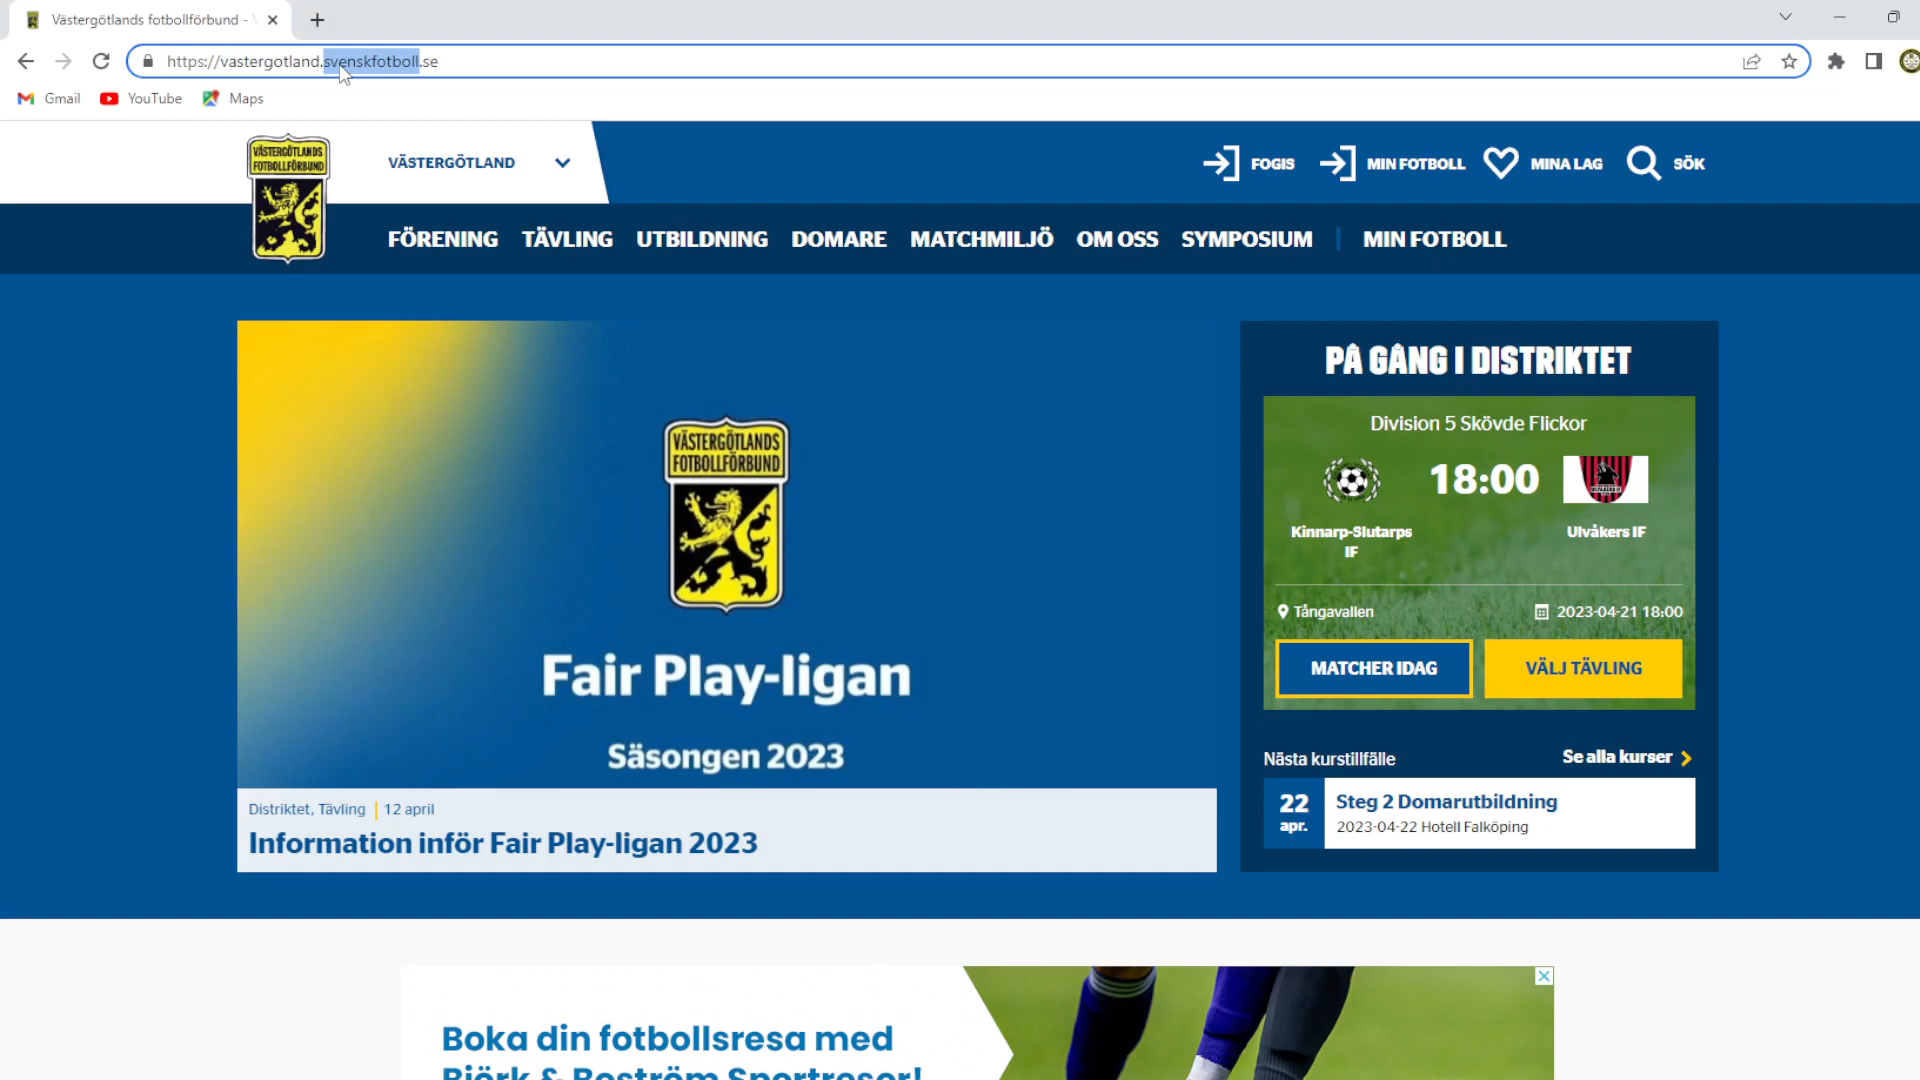 Västergötlands fotbollförbund -
https://vastergotland.svenskfotboll.se
Gmail
YouTube
Maps
VÄSTERGÖTLANDS
FOTBOLLFÖRBUND
VÄSTERGÖTLAND
FOGIS
MIN FOTBOLL
MINA LAG
SÖK
FÖRENING
TÄVLING
UTBILDNING
DOMARE
MATCHMILJÖ
OM OSS
SYMPOSIUM
MIN FOTBOLL
VÄSTERGÖTLANDS
FOTBOLLFÖRBUND
Fair Play-ligan
Säsongen 2023
Distriktet, Tävling | 12 april
Information inför Fair Play-ligan 2023
PÅ GÅNG I DISTRIKTET
Division 5 Skövde Flickor
18:00
Kinnarp-Slutarps
IF
Ulvåkers IF
Tångavallen
2023-04-21 18:00
MATCHER IDAG
VÄLJ TÄVLING
Nästa kurstillfälle
Se alla kurser
22
apr.
Steg 2 Domarutbildning
2023-04-22 Hotell Falköping
Boka din fotbollsresa med
Björk & Boström Sportresor!